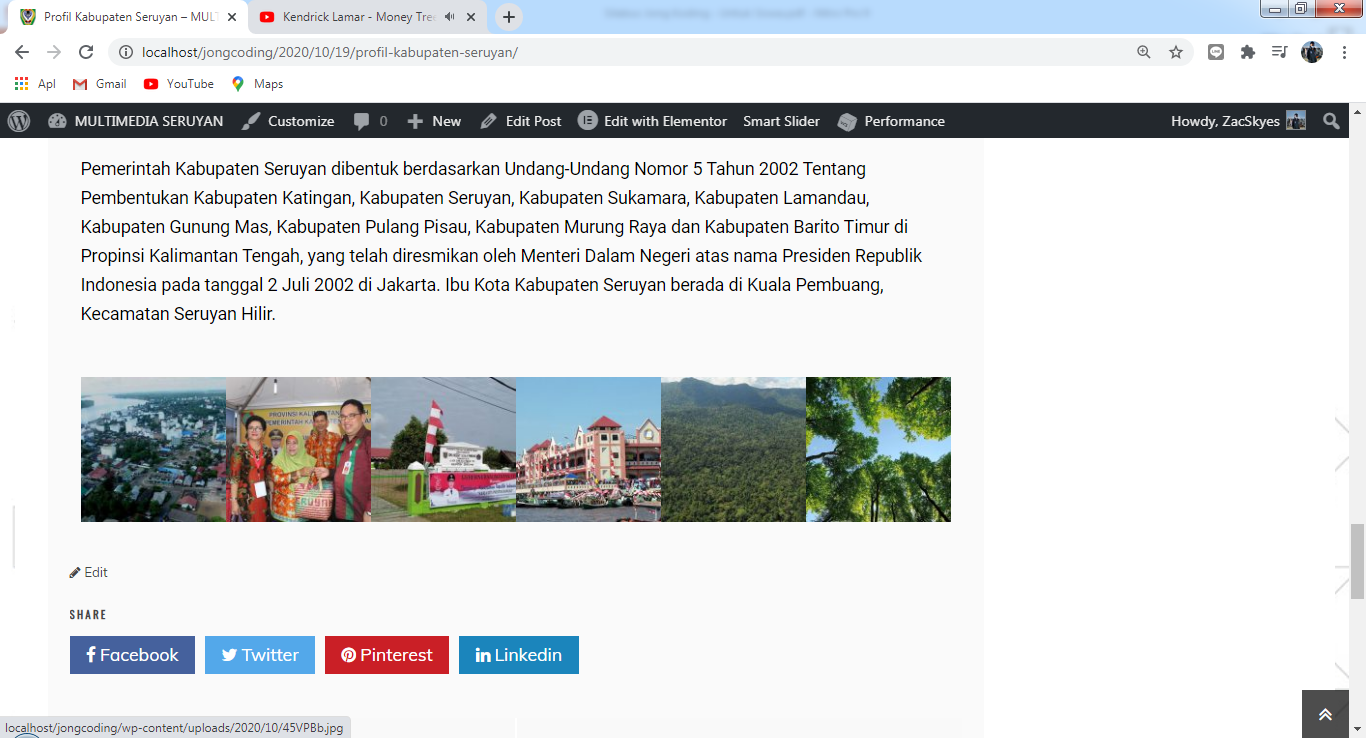 Profil Kabupaten Seruyan – MULT
Kendrick Lamar - Money Tree
localhost/jongcoding/2020/10/19/profil-kabupaten-seruyan/
Apl
Gmail
YouTube
Maps
MULTIMEDIA SERUYAN
Customize
0
New
Edit Post
Edit with Elementor
Smart Slider
Performance
Howdy, ZacSkyes
Pemerintah Kabupaten Seruyan dibentuk berdasarkan Undang-Undang Nomor 5 Tahun 2002 Tentang
Pembentukan Kabupaten Katingan, Kabupaten Seruyan, Kabupaten Sukamara, Kabupaten Lamandau,
Kabupaten Gunung Mas, Kabupaten Pulang Pisau, Kabupaten Murung Raya dan Kabupaten Barito Timur di
Propinsi Kalimantan Tengah, yang telah diresmikan oleh Menteri Dalam Negeri atas nama Presiden Republik
Indonesia pada tanggal 2 Juli 2002 di Jakarta. Ibu Kota Kabupaten Seruyan berada di Kuala Pembuang,
Kecamatan Seruyan Hilir.
PROVINSI KALIMANTAN
PEMERINTAH
Edit
SHARE
Facebook
Twitter
Pinterest
Linkedin
localhost/jongcoding/wp-content/uploads/2020/10/45VPBb.jpg